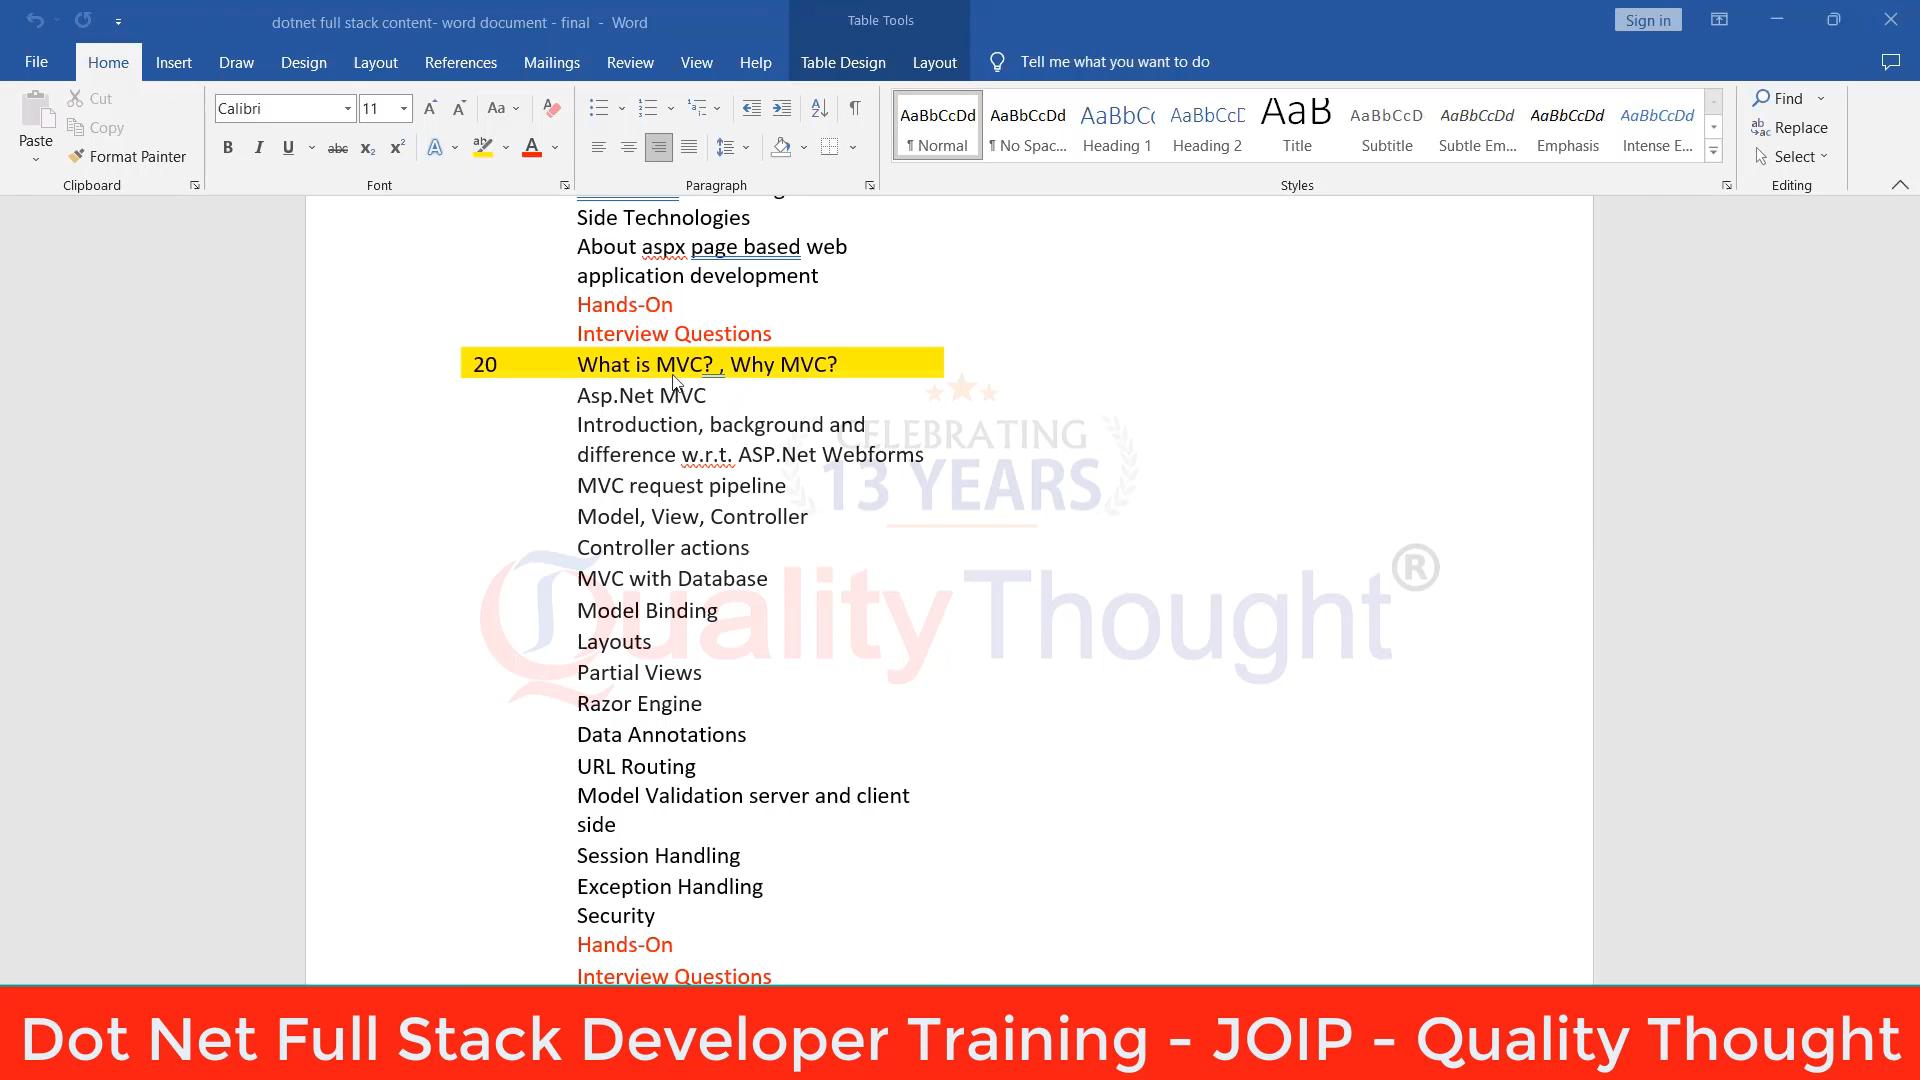 dotnet full stack content- word document - final - Word
Table Tools
Sign in
File Home Insert Draw Design Layout References Mailings Review View Help Table Design Layout Tell me what you want to do
Cut
Copy
Paste
Format Painter
Clipboard
Calibri 11
Font
Paragraph
AaBbCcDd AaBbCcDd AaBbCc AaBbCcD AaB AaBbCcD AaBbCcDd AaBbCcDd AaBbCcDd
¶ Normal ¶ No Spac... Heading 1 Heading 2 Title Subtitle Subtle Em... Emphasis Intense E...
Styles
Find
Replace
Select
Editing
Side Technologies
About aspx page based web
application development
Hands-On
Interview Questions
20 What is MVC? , Why MVC?
Asp.Net MVC
Introduction, background and
difference w.r.t. ASP.Net Webforms
MVC request pipeline
Model, View, Controller
Controller actions
MVC with Database
Model Binding
Layouts
Partial Views
Razor Engine
Data Annotations
URL Routing
Model Validation server and client
side
Session Handling
Exception Handling
Security
Hands-On
Interview Questions
CELEBRATING
13 YEARS
Quality Thought ®
Dot Net Full Stack Developer Training - JOIP - Quality Thought